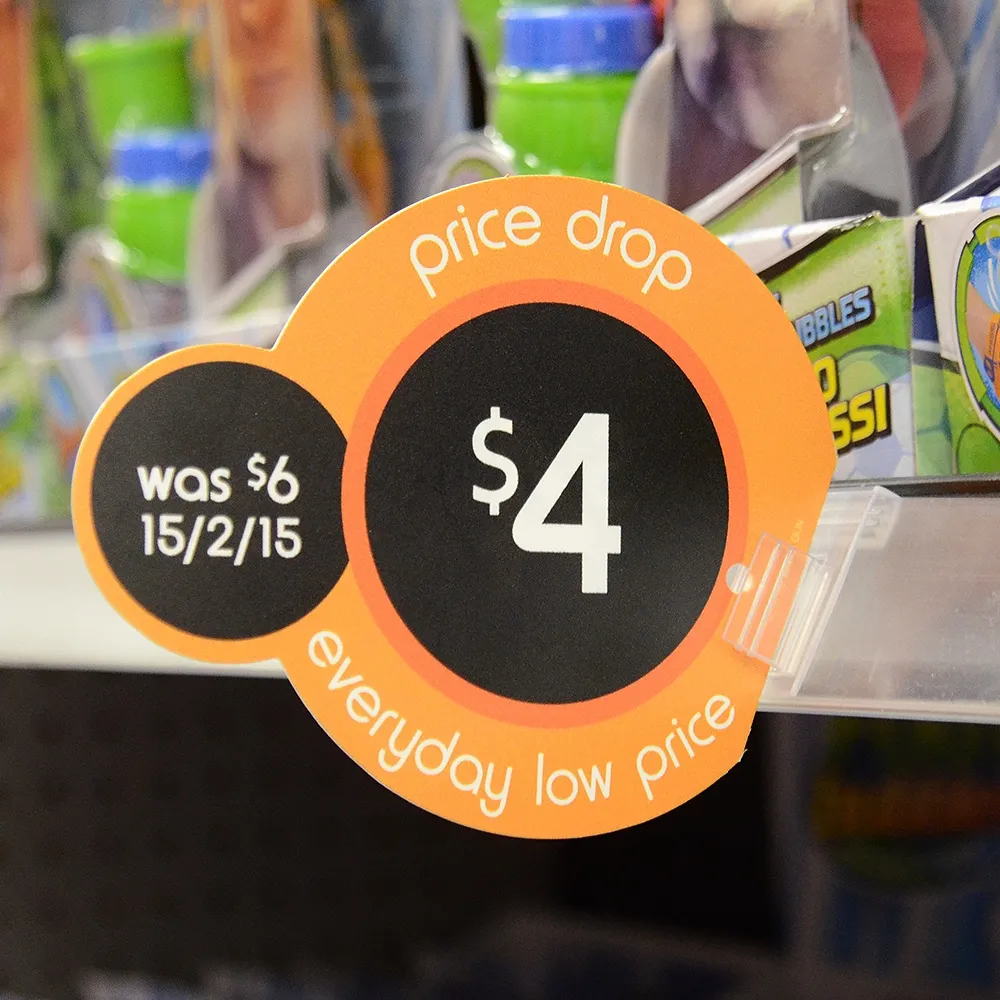 price drop
$4
was $6
15/2/15
everyday low price